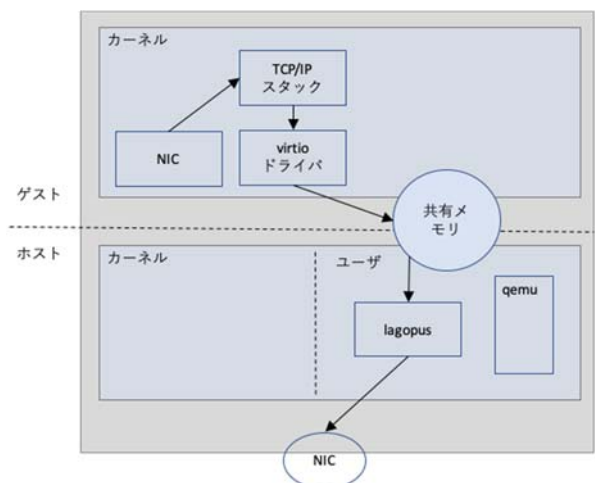 カーネル
TCP/IP
スタック
NIC
virtio
ドライバ
ゲスト
共有メ
モリ
ホスト
カーネル
ユーザ
qemu
lagopus
NIC